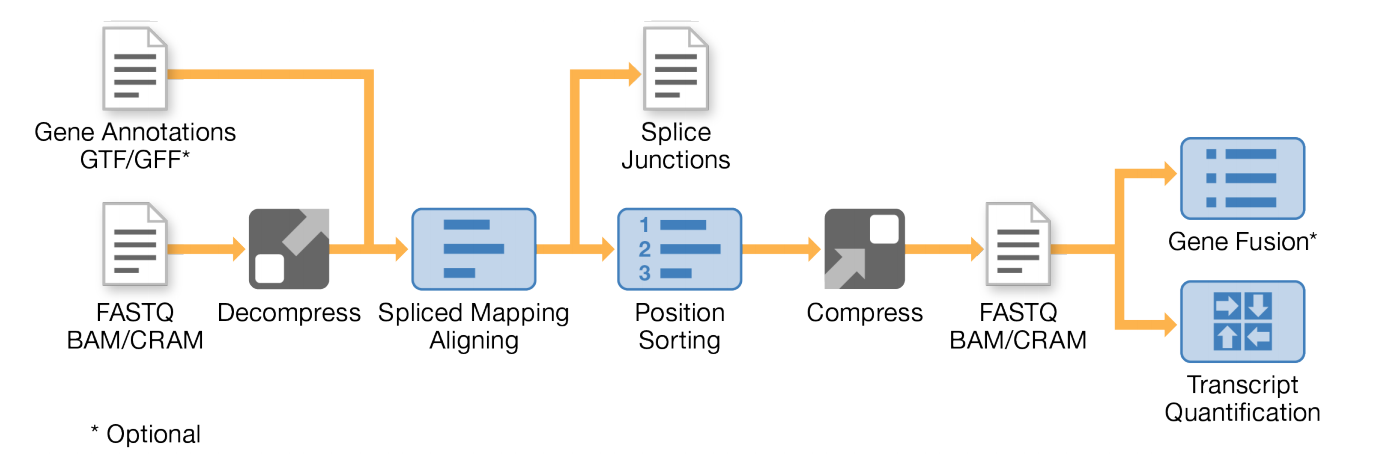 Gene Annotations
GTF/GFF*
Splice
Junctions
FASTQ
BAM/CRAM
Decompress
Spliced Mapping
Aligning
1
2
3
Position
Sorting
Compress
FASTQ
BAM/CRAM
Gene Fusion*
Transcript
Quantification
* Optional